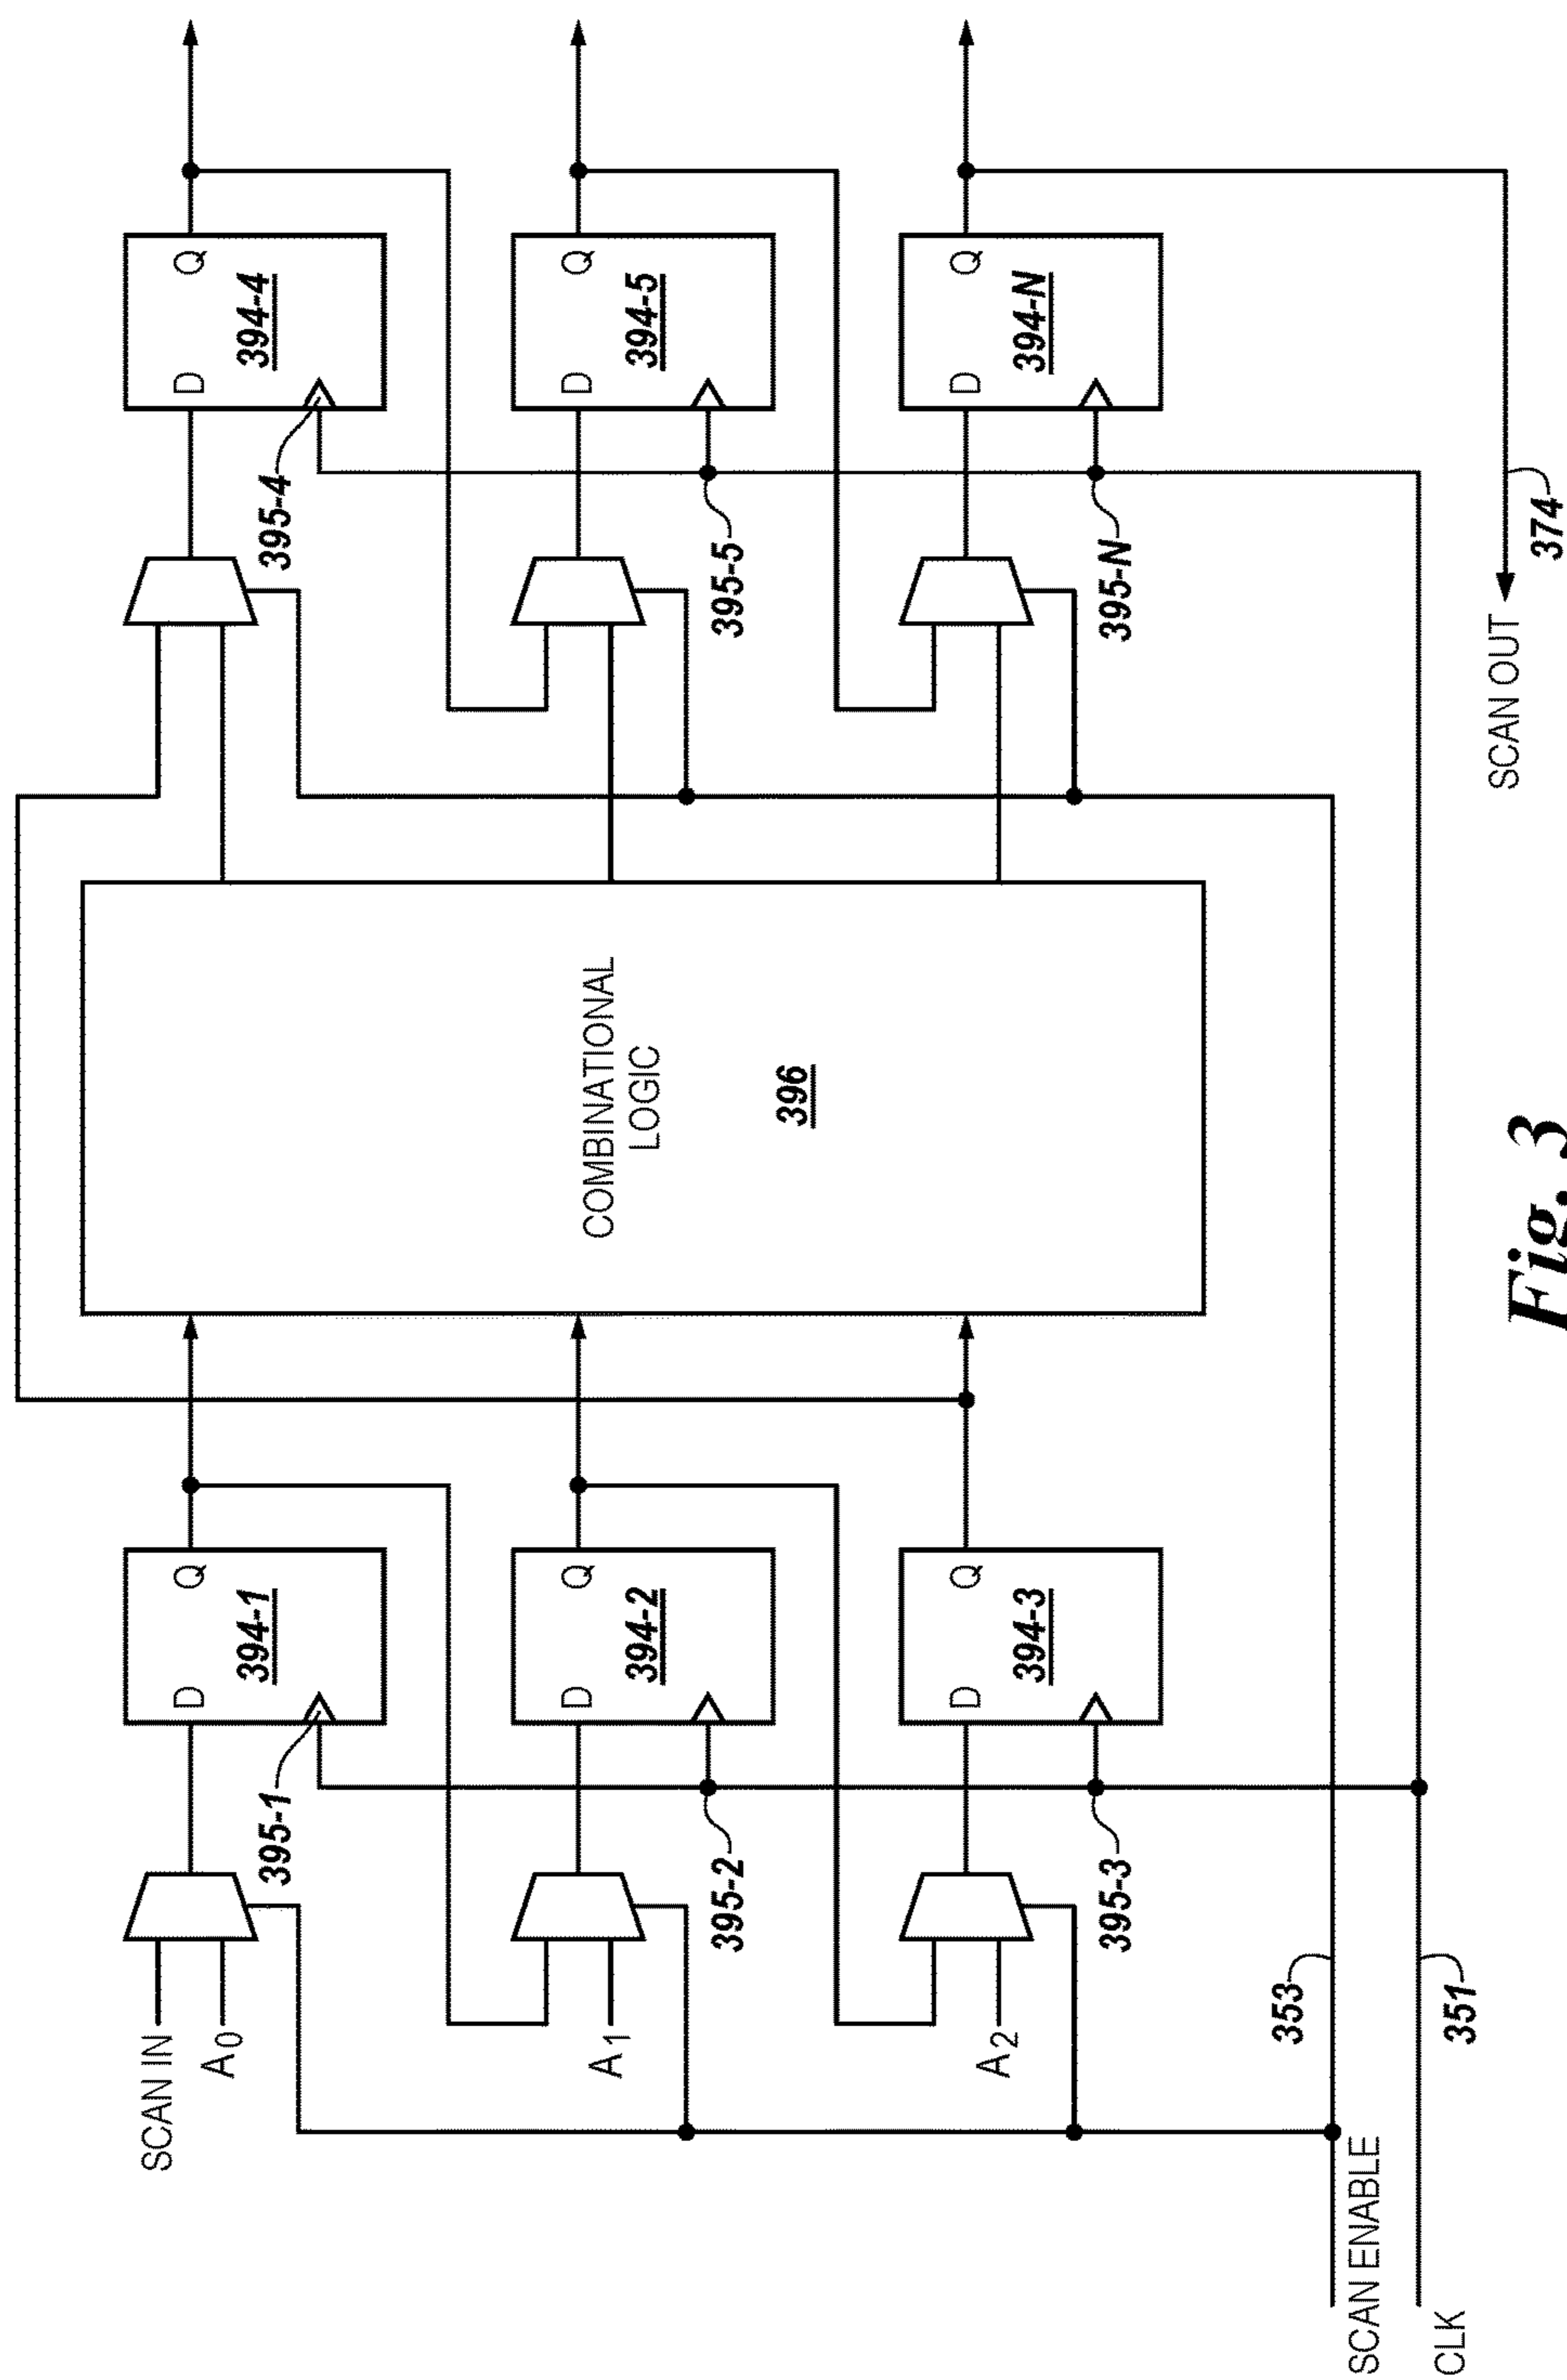 SCAN IN
A0
D
Q
394-1
395-1
A1
D
Q
394-2
395-2
A2
D
Q
394-3
395-3
COMBINATIONAL
LOGIC
396
D
Q
394-4
395-4
D
Q
394-5
395-5
D
Q
394-N
395-N
353
SCAN ENABLE
351
CLK
SCAN OUT
374
Fig. 3